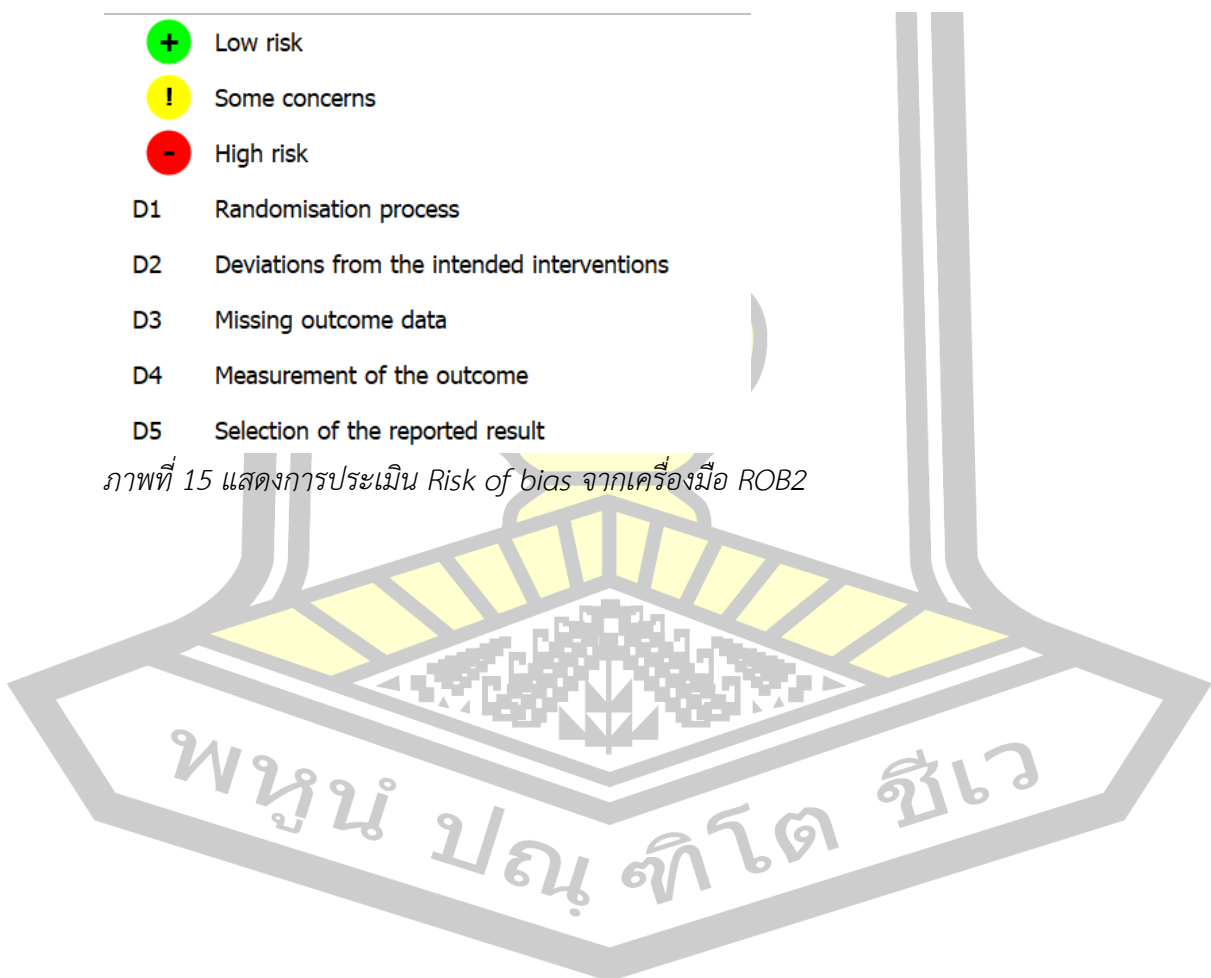 + Low risk
! Some concerns
- High risk
D1 Randomisation process
D2 Deviations from the intended interventions
D3 Missing outcome data
D4 Measurement of the outcome
D5 Selection of the reported result
ภาพที่ 15 แสดงการประเมิน Risk of bias จากเครื่องมือ ROB2
พหูนํ ปณฺฑิโต ชีเว